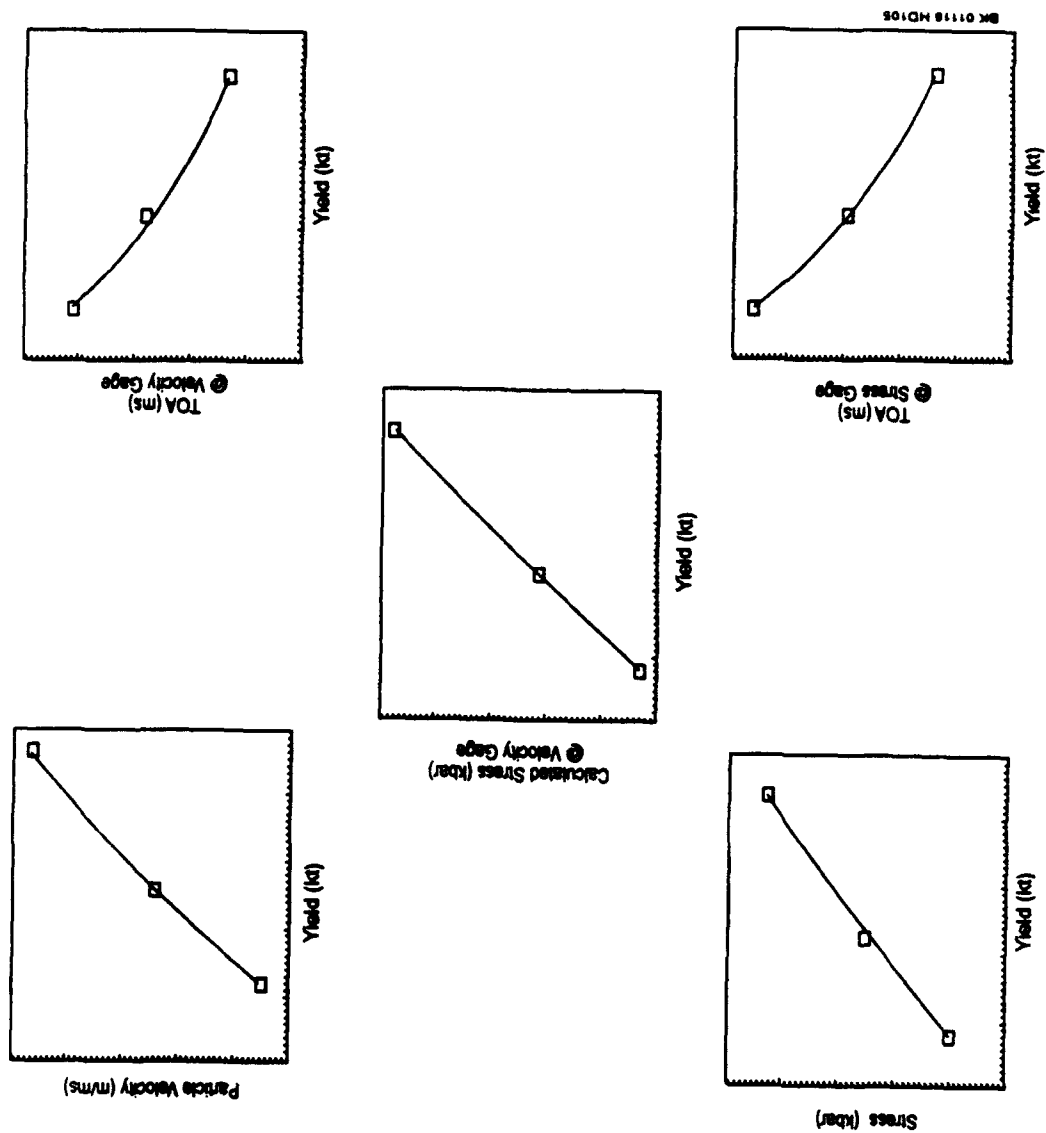 Particle Velocity (m/ms)
Yield (kt)
TOA (ms)
@ Velocity Gage
Yield (kt)
Calculated Stress (kbar)
@ Velocity Gage
Yield (kt)
Stress (kbar)
Yield (kt)
TOA (ms)
@ Stress Gage
Yield (kt)
BK 01116 HD105